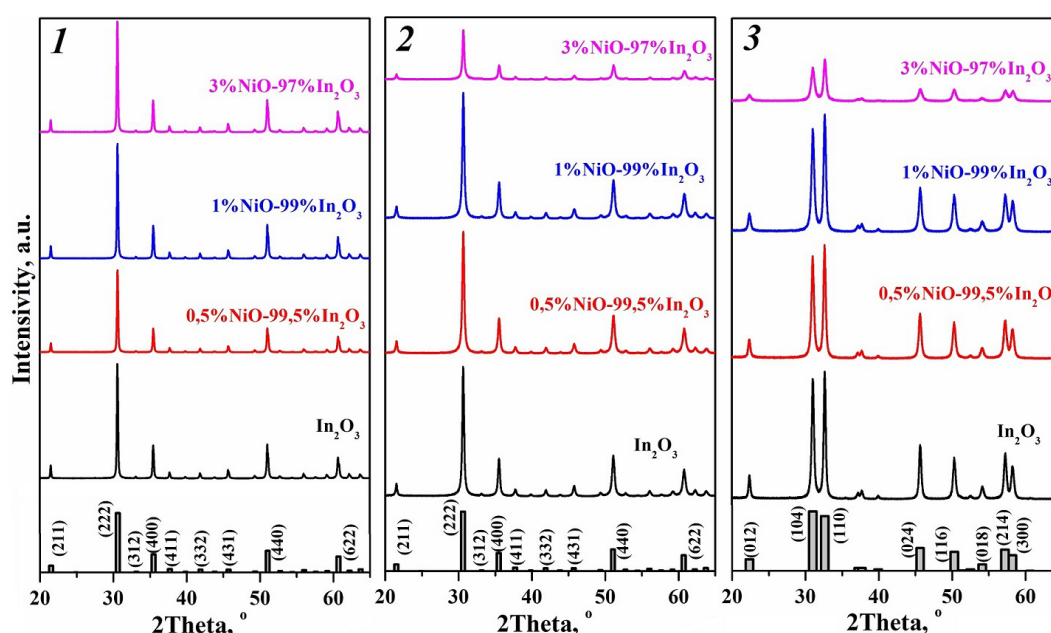 Intensivity, a.u.
1
3%NiO-97%In₂O₃
1%NiO-99%In₂O₃
0,5%NiO-99,5%In₂O₃
In₂O₃
(211)
(222)
(312)
(400)
(411)
(332)
(431)
(440)
(622)
20 30 40 50 60
2Theta, °
2
3%NiO-97%In₂O₃
1%NiO-99%In₂O₃
0,5%NiO-99,5%In₂O₃
In₂O₃
(211)
(222)
(312)
(400)
(411)
(332)
(431)
(440)
(622)
20 30 40 50 60
2Theta, °
3
3%NiO-97%In₂O₃
1%NiO-99%In₂O₃
0,5%NiO-99,5%In₂O
In₂O₃
(012)
(104)
(110)
(024)
(116)
(018)
(214)
(300)
20 30 40 50 60
2Theta, °